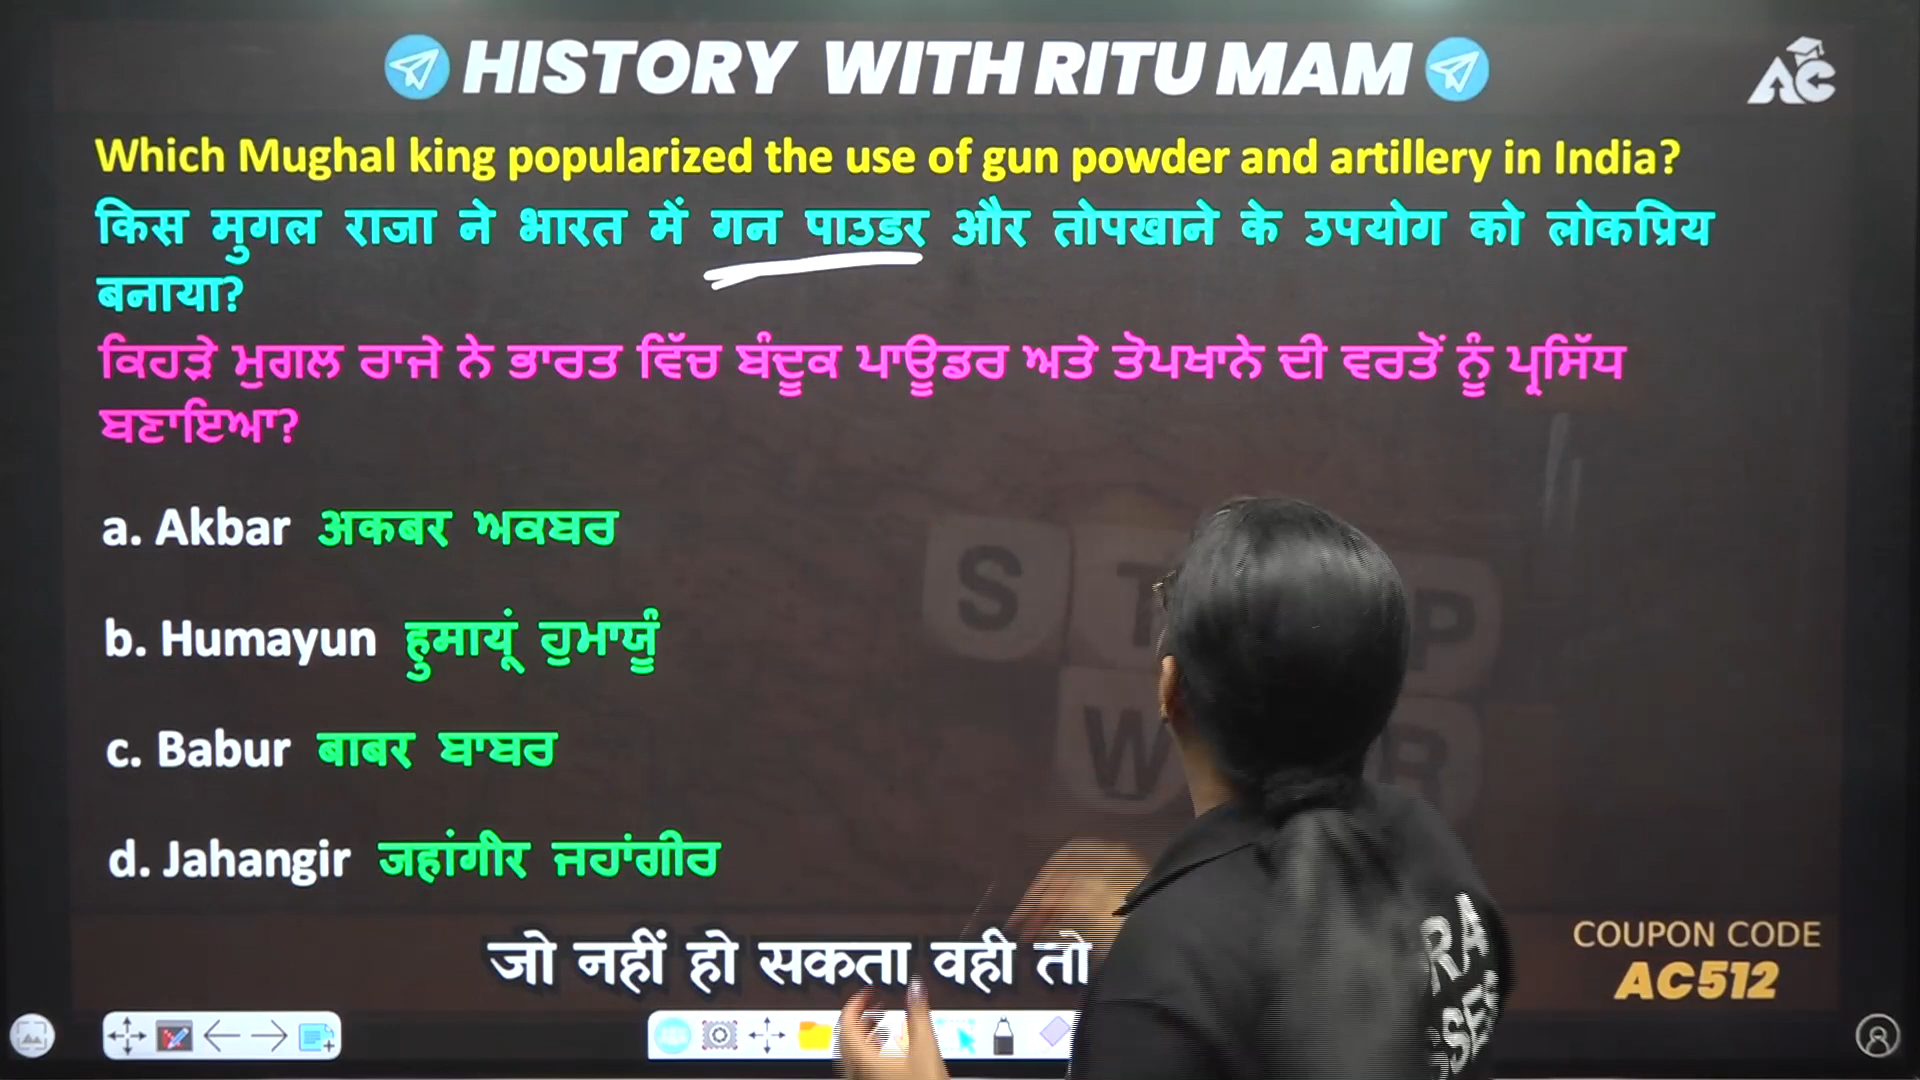 HISTORY WITH RITU MAM
AC
Which Mughal king popularized the use of gun powder and artillery in India?
किस मुगल राजा ने भारत में गन पाउडर और तोपखाने के उपयोग को लोकप्रिय
बनाया?
ਕਿਹੜੇ ਮੁਗਲ ਰਾਜੇ ਨੇ ਭਾਰਤ ਵਿੱਚ ਬੰਦੂਕ ਪਾਊਡਰ ਅਤੇ ਤੋਪਖਾਨੇ ਦੀ ਵਰਤੋਂ ਨੂੰ ਪ੍ਰਸਿੱਧ
ਬਣਾਇਆ?
a. Akbar अकबर ਅਕਬਰ
b. Humayun हुमायूं ਹੁਮਾਯੂੰ
c. Babur बाबर ਬਾਬਰ
d. Jahangir जहांगीर ਜਹਾਂਗੀਰ
जो नहीं हो सकता वही तो
COUPON CODE
AC512